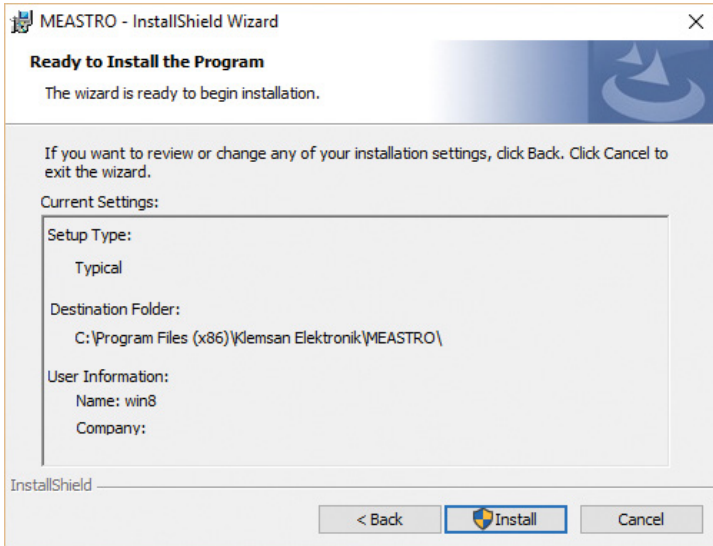 MEASTRO - InstallShield Wizard
Ready to Install the Program
The wizard is ready to begin installation.
If you want to review or change any of your installation settings, click Back. Click Cancel to
exit the wizard.
Current Settings:
Setup Type:
Typical
Destination Folder:
C:\Program Files (x86)\Klemsan Elektronik\MEASTRO\
User Information:
Name: win8
Company:
InstallShield
< Back
Install
Cancel